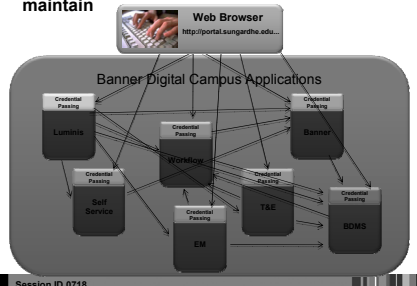 maintain
Web Browser
http://portal.sungardhe.edu...
Banner Digital Campus Applications
Credential
Passing
Luminis
Credential
Passing
Banner
Credential
Passing
Workflow
Credential
Passing
Self
Service
Credential
Passing
T&E
Credential
Passing
BDMS
Credential
Passing
EM
Session ID 0718